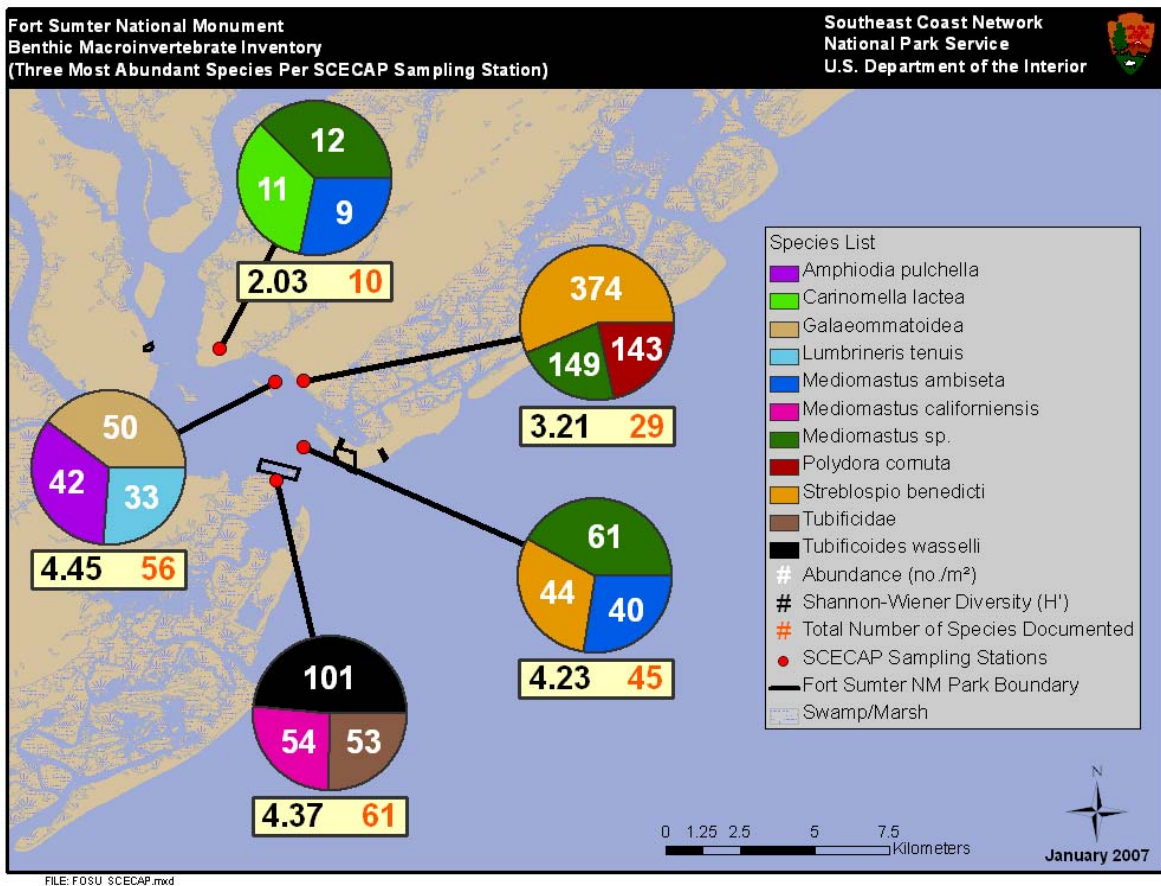 Fort Sumter National Monument
Benthic Macroinvertebrate Inventory
(Three Most Abundant Species Per SCECAP Sampling Station)
Southeast Coast Network
National Park Service
U.S. Department of the Interior
12
11
9
2.03 10
374
149 143
3.21 29
50
42 33
4.45 56
61
44 40
4.23 45
101
54 53
4.37 61
Species List
Amphiodia pulchella
Carinomella lactea
Galaeommatoidea
Lumbrineris tenuis
Mediomastus ambiseta
Mediomastus californiensis
Mediomastus sp.
Polydora cornuta
Streblospio benedicti
Tubificidae
Tubificoides wasselli
# Abundance (no./m²)
# Shannon-Wiener Diversity (H')
# Total Number of Species Documented
SCECAP Sampling Stations
Fort Sumter NM Park Boundary
Swamp/Marsh
0 1.25 2.5 5 7.5
Kilometers
N
January 2007
FILE: FOSU_SCECAP.mxd